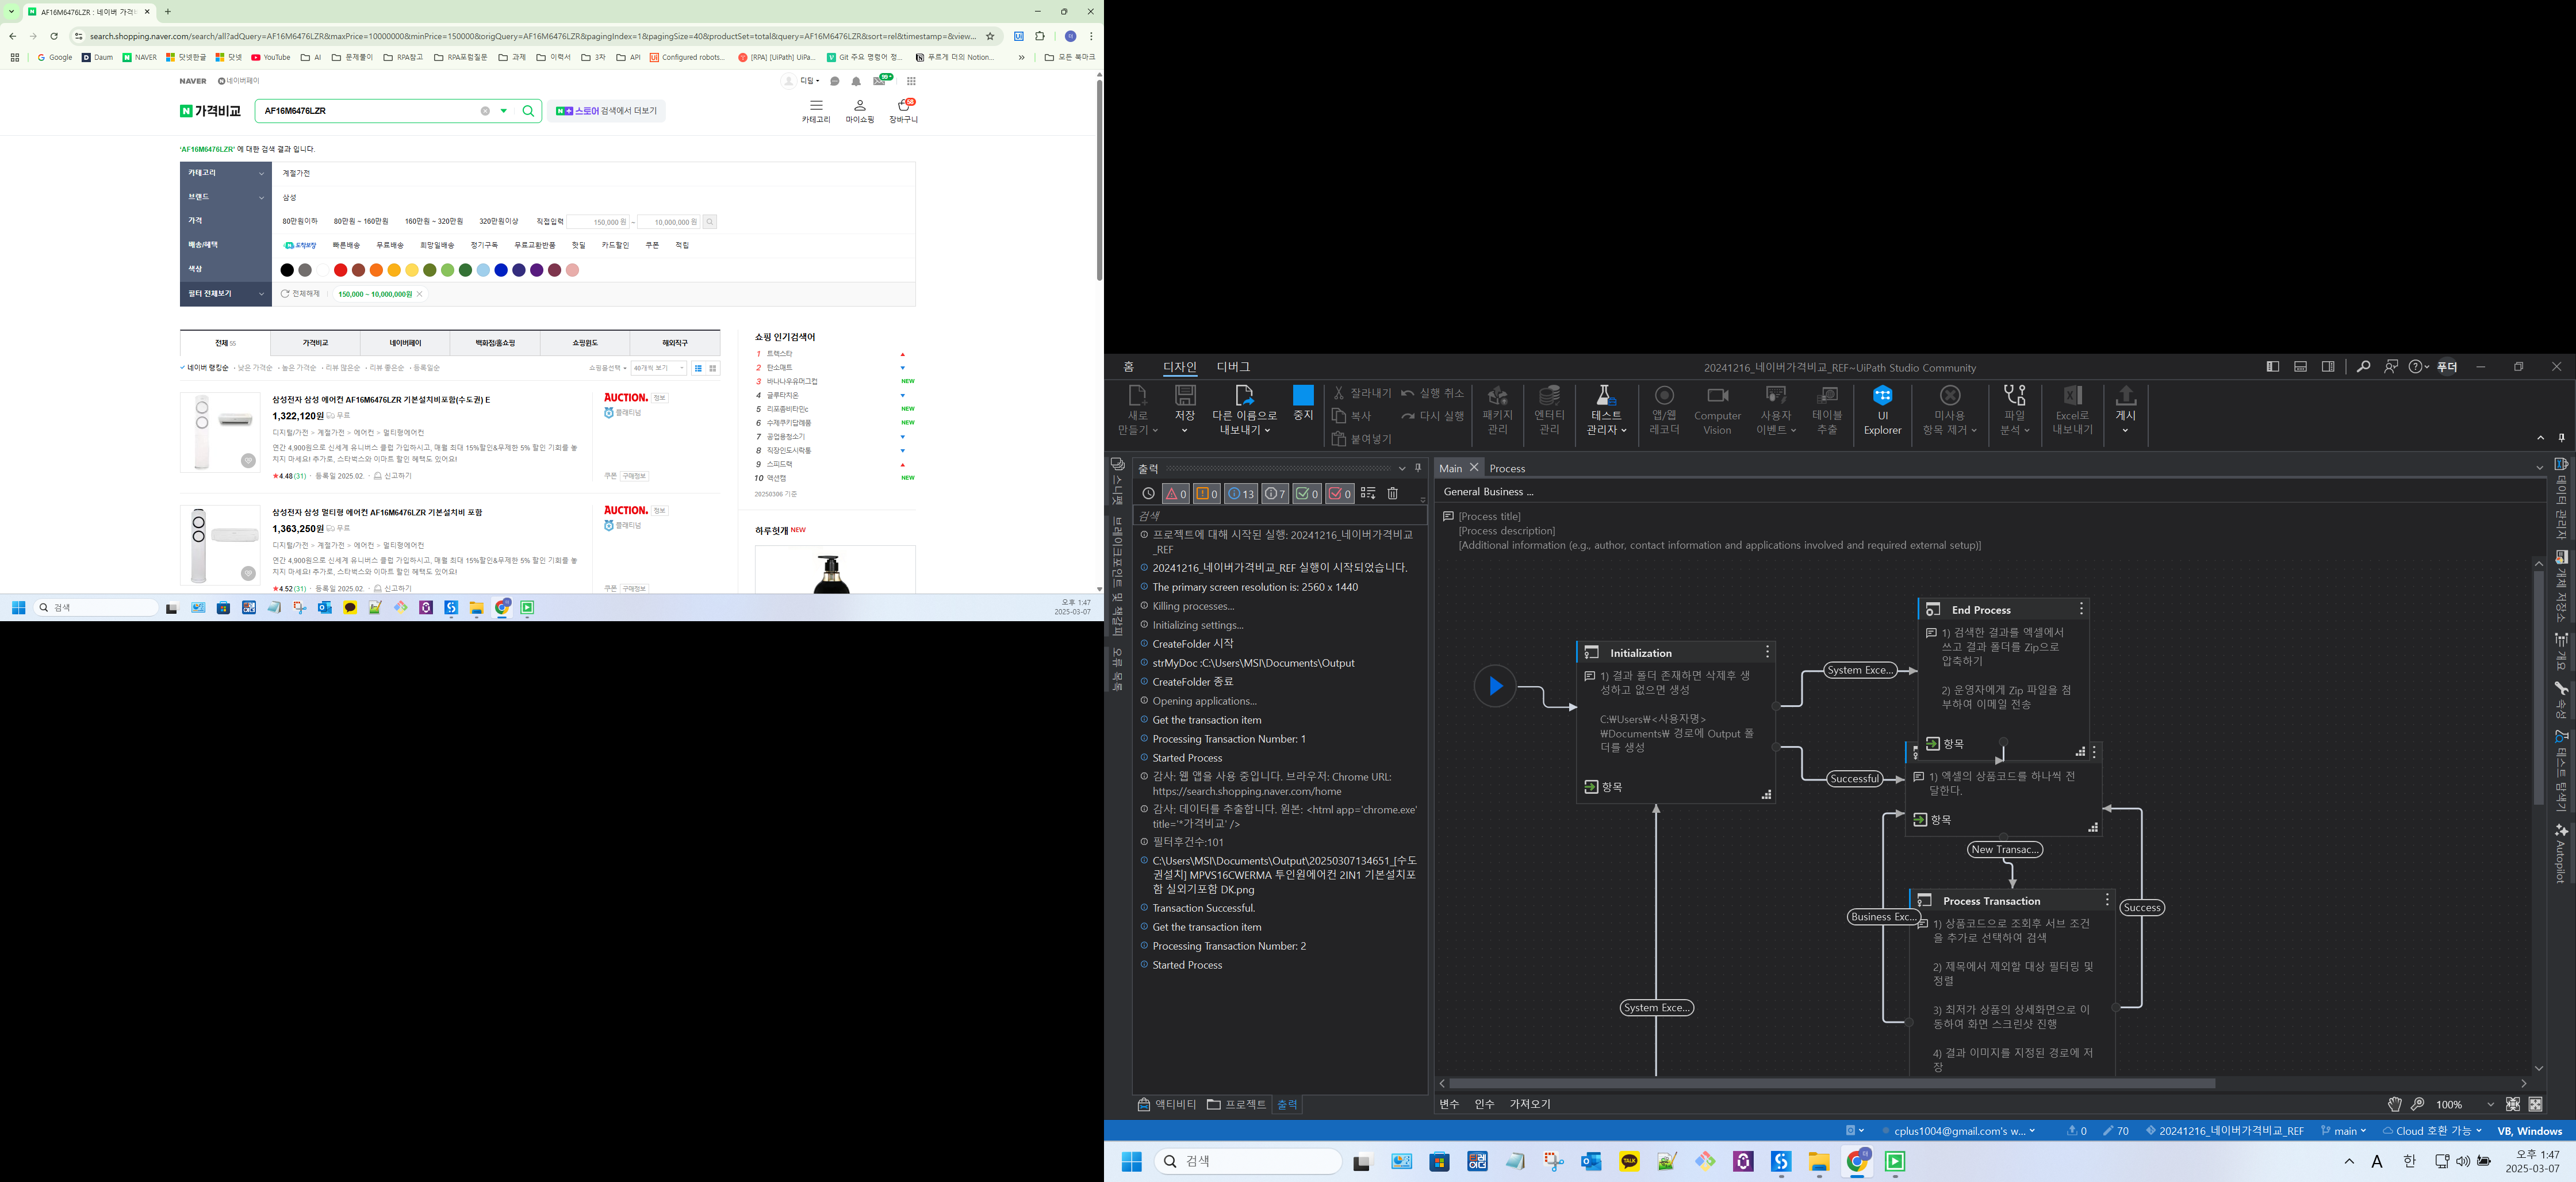 AF16M6476LZR : 네이버 가격비
search.shopping.naver.com/search/all?adQuery=AF16M6476LZR&maxPrice=10000000&minPrice=150000&origQuery=AF16M6476LZR&pagingIndex=1&pagingSize=40&productSet=total&query=AF16M6476LZR&sort=rel&timestamp=&view...
Google Daum NAVER 닷넷한글 닷넷 YouTube AI 문제풀이 RPA참고 RPA포럼질문 과제 이력서 3차 API Configured robots... [RPA] [UiPath] UiPa... Git 주요 명령어 정... 푸르게 더의 Notion... » 모든 북마크
NAVER 네이버페이
디딤 99+
N 가격비교
AF16M6476LZR
N+ 스토어 검색에서 더보기
카테고리 마이쇼핑 장바구니
'AF16M6476LZR' 에 대한 검색 결과 입니다.
카테고리 계절가전
브랜드 삼성
가격 80만원이하 80만원 ~ 160만원 160만원 ~ 320만원 320만원이상 직접입력 150,000 원 ~ 10,000,000 원
배송/혜택 N 도착보장 빠른배송 무료배송 희망일배송 정기구독 무료교환반품 핫딜 카드할인 쿠폰 적립
색상
필터 전체보기 전체해제 150,000 ~ 10,000,000원
전체 55 가격비교 네이버페이 백화점/홈쇼핑 쇼핑윈도 해외직구
네이버 랭킹순 낮은 가격순 높은 가격순 리뷰 많은순 리뷰 좋은순 등록일순 쇼핑몰선택 40개씩 보기
삼성전자 삼성 에어컨 AF16M6476LZR 기본설치비포함(수도권) E
1,322,120원 무료
디지털/가전 > 계절가전 > 에어컨 > 멀티형에어컨
연간 4,900원으로 신세계 유니버스 클럽 가입하시고, 매월 최대 15%할인&무제한 5% 할인 기회를 놓
치지 마세요! 추가로, 스타벅스와 이마트 할인 혜택도 있어요!
★4.48(31) · 등록일 2025.02. · 신고하기
AUCTION. 정보
플래티넘
쿠폰 구매정보
삼성전자 삼성 멀티형 에어컨 AF16M6476LZR 기본설치비 포함
1,363,250원 무료
디지털/가전 > 계절가전 > 에어컨 > 멀티형에어컨
연간 4,900원으로 신세계 유니버스 클럽 가입하시고, 매월 최대 15%할인&무제한 5% 할인 기회를 놓
치지 마세요! 추가로, 스타벅스와 이마트 할인 혜택도 있어요!
★4.52(31) · 등록일 2025.02. · 신고하기
AUCTION. 정보
플래티넘
쿠폰 구매정보
쇼핑 인기검색어
1 트렉스타
2 탄소매트
3 바나나우유머그컵 NEW
4 글루타치온
5 리포좀비타민c NEW
6 수제쿠키답례품 NEW
7 공업용청소기
8 직장인도시락통
9 스피드랙
10 액션캠 NEW
20250306 기준
하루핫개 NEW
검색
오후 1:47
2025-03-07
홈 디자인 디버그
20241216_네이버가격비교_REF~UiPath Studio Community
푸더
새로 만들기
저장
다른 이름으로 내보내기
중지
잘라내기 실행 취소
복사 다시 실행
붙여넣기
패키지 관리
엔터티 관리
테스트 관리자
앱/웹 레코더
Computer Vision
사용자 이벤트
테이블 추출
UI Explorer
미사용 항목 제거
파일 분석
Excel로 내보내기
게시
스니펫
브레이크포인트 및 책갈피
오류 목록
출력
0 0 13 7 0 0
검색
프로젝트에 대해 시작된 실행: 20241216_네이버가격비교
_REF
20241216_네이버가격비교_REF 실행이 시작되었습니다.
The primary screen resolution is: 2560 x 1440
Killing processes...
Initializing settings...
CreateFolder 시작
strMyDoc :C:\Users\MSI\Documents\Output
CreateFolder 종료
Opening applications...
Get the transaction item
Processing Transaction Number: 1
Started Process
감사: 웹 앱을 사용 중입니다. 브라우저: Chrome URL:
https://search.shopping.naver.com/home
감사: 데이터를 추출합니다. 원본: <html app='chrome.exe'
title='*가격비교' />
필터후건수:101
C:\Users\MSI\Documents\Output\20250307134651_[수도
권설치] MPVS16CWERMA 투인원에어컨 2IN1 기본설치포
함 실외기포함 DK.png
Transaction Successful.
Get the transaction item
Processing Transaction Number: 2
Started Process
액티비티 프로젝트 출력
Main Process
General Business ...
[Process title]
[Process description]
[Additional information (e.g., author, contact information and applications involved and required external setup)]
Initialization
1) 결과 폴더 존재하면 삭제후 생
성하고 없으면 생성
C:₩Users₩<사용자명>
₩Documents₩ 경로에 Output 폴
더를 생성
항목
System Exce...
Successful
End Process
1) 검색한 결과를 엑셀에서
쓰고 결과 폴더를 Zip으로
압축하기
2) 운영자에게 Zip 파일을 첨
부하여 이메일 전송
항목
1) 엑셀의 상품코드를 하나씩 전
달한다.
항목
New Transac...
Process Transaction
Business Exc...
Success
1) 상품코드으로 조회후 서브 조건
을 추가로 선택하여 검색
2) 제목에서 제외할 대상 필터링 및
정렬
3) 최저가 상품의 상세화면으로 이
동하여 화면 스크린샷 진행
4) 결과 이미지를 지정된 경로에 저
장
System Exce...
변수 인수 가져오기
100%
데이터 관리자
개체 저장소
개요
속성
테스트 탐색기
Autopilot
cplus1004@gmail.com's w... 0 70 20241216_네이버가격비교_REF main Cloud 호환 가능 VB, Windows
검색
A 한
오후 1:47
2025-03-07